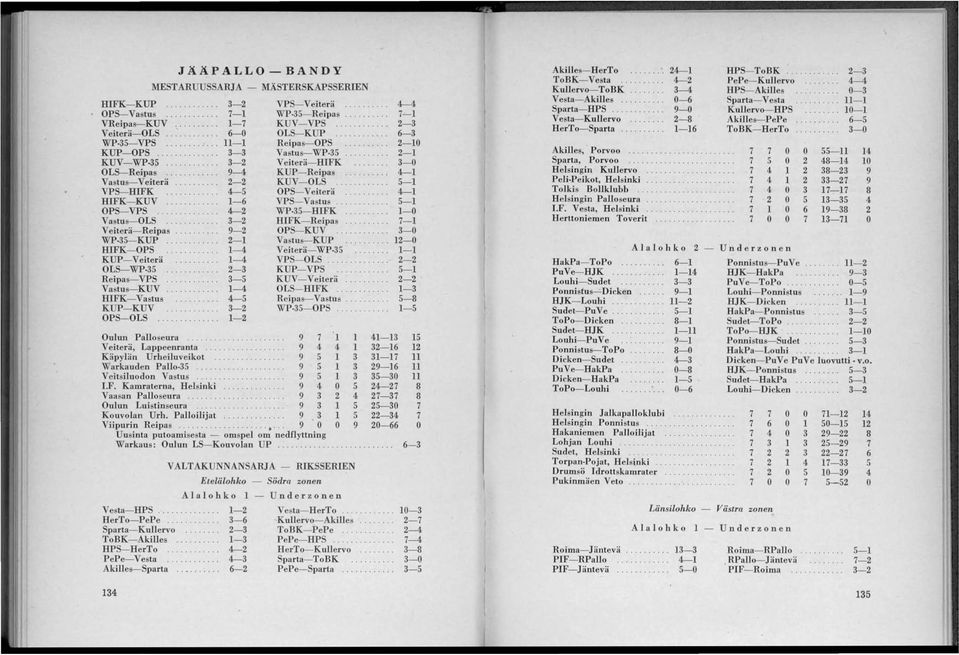 JÄÄPALLO — BANDY
MESTARUUSSARJA — MÄSTERSKAPSSERIEN
HIFK—KUP ........... 3—2
OPS—Vastus ........... 7—1
VReipas—KUV ........... 1—7
Veiterä—OLS ........... 6—0
WP-35—VPS ........... 11—1
KUP—OPS ........... 3—3
KUV—WP-35 ........... 3—2
OLS—Reipas ........... 9—4
Vastus—Veiterä ........... 2—2
VPS—HIFK ........... 4—5
HIFK—KUV ........... 1—6
OPS—VPS ........... 4—2
Vastus—OLS ........... 3—2
Veiterä—Reipas ........... 9—2
WP-35—KUP ........... 2—1
HIFK—OPS ........... 1—4
KUP—Veiterä ........... 1—4
OLS—WP-35 ........... 2—3
Reipas—VPS ........... 3—5
Vastus—KUV ........... 1—4
HIFK—Vastus ........... 4—5
KUP—KUV ........... 3—2
OPS—OLS ........... 1—2
VPS—Veiterä ........... 4—4
WP-35—Reipas ........... 7—1
KUV—VPS ........... 2—3
OLS—KUP ........... 6—3
Reipas—OPS ........... 2—10
Vastus—WP-35 ........... 2—1
Veiterä—HIFK ........... 3—0
KUP—Reipas ........... 4—1
KUV—OLS ........... 5—1
OPS—Veiterä ........... 4—1
VPS—Vastus ........... 5—1
WP-35—HIFK ........... 1—0
HIFK—Reipas ........... 7—1
OPS—KUV ........... 3—0
Vastus—KUP ........... 12—0
Veiterä—WP-35 ........... 1—1
VPS—OLS ........... 2—2
KUP—VPS ........... 5—1
KUV—Veiterä ........... 2—2
OLS—HIFK ........... 1—3
Reipas—Vastus ........... 5—8
WP-35—OPS ........... 1—5
Oulun Palloseura ........... 9 7 1 1 41—13 15
Veiterä, Lappeenranta ........... 9 4 4 1 32—16 12
Käpylän Urheiluveikot ........... 9 5 1 3 31—17 11
Warkauden Pallo-35 ........... 9 5 1 3 29—16 11
Veitsiluodon Vastus ........... 9 5 1 3 35—30 11
I.F. Kamraterna, Helsinki ........... 9 4 0 5 24—27 8
Vaasan Palloseura ........... 9 3 2 4 27—37 8
Oulun Luistinseura ........... 9 3 1 5 25—30 7
Kouvolan Urh. Palloilijat ........... 9 3 1 5 22—34 7
Viipurin Reipas ........... 9 0 0 9 20—66 0
Uusinta putoamisesta — omspel om nedflyttning
Warkaus: Oulun LS—Kouvolan UP ........... 6—3
VALTAKUNNANSARJA — RIKSSERIEN
Etelälohko — Södra zonen
Alalohko 1 — Underzonen
Vesta—HPS ........... 1—2
HerTo—PePe ........... 3—6
Sparta—Kullervo ........... 2—3
ToBK—Akilles ........... 1—3
HPS—HerTo ........... 4—2
PePe—Vesta ........... 4—3
Akilles—Sparta ........... 6—2
Vesta—HerTo ........... 10—3
Kullervo—Akilles ........... 2—7
ToBK—PePe ........... 2—4
PePe—HPS ........... 7—4
HerTo—Kullervo ........... 3—8
Sparta—ToBK ........... 3—0
PePe—Sparta ........... 3—5
134
Akilles—HerTo ........... 24—1
ToBK—Vesta ........... 4—2
Kullervo—ToBK ........... 3—4
Vesta—Akilles ........... 0—6
Sparta—HPS ........... 9—0
Vesta—Kullervo ........... 2—8
HerTo—Sparta ........... 1—16
HPS—ToBK ........... 2—3
PePe—Kullervo ........... 4—4
HPS—Akilles ........... 0—3
Sparta—Vesta ........... 11—1
Kullervo—HPS ........... 10—1
Akilles—PePe ........... 6—5
ToBK—HerTo ........... 3—0
Akilles, Porvoo ........... 7 7 0 0 55—11 14
Sparta, Porvoo ........... 7 5 0 2 48—14 10
Helsingin Kullervo ........... 7 4 1 2 38—23 9
Peli-Peikot, Helsinki ........... 7 4 1 2 33—27 9
Tolkis Bollklubb ........... 7 4 0 3 17—17 8
Helsingin Palloseura ........... 7 2 0 5 13—35 4
I.F. Vesta, Helsinki ........... 7 1 0 6 19—38 2
Herttoniemen Toverit ........... 7 0 0 7 13—71 0
Alalohko 2 — Underzonen
HakPa—ToPo ........... 6—1
PuVe—HJK ........... 1—14
Louhi—Sudet ........... 3—3
Ponnistus—Dicken ........... 9—1
HJK—Louhi ........... 11—2
Sudet—PuVe ........... 5—1
ToPo—Dicken ........... 8—1
Sudet—HJK ........... 1—11
Louhi—PuVe ........... 9—1
Ponnistus—ToPo ........... 8—0
Dicken—Sudet ........... 4—3
PuVe—HakPa ........... 0—8
Dicken—HakPa ........... 1—5
ToPo—Louhi ........... 0—6
Ponnistus—PuVe ........... 11—2
HJK—HakPa ........... 9—3
PuVe—ToPo ........... 0—5
Louhi—Ponnistus ........... 1—9
HJK—Dicken ........... 11—1
HakPa—Ponnistus ........... 3—5
Sudet—ToPo ........... 2—2
ToPo—HJK ........... 1—10
Ponnistus—Sudet ........... 5—3
HakPa—Louhi ........... 3—3
Dicken—PuVe PuVe luovutti - v.o.
HJK—Ponnistus ........... 5—3
Sudet—HakPa ........... 5—1
Louhi—Dicken ........... 3—2
Helsingin Jalkapalloklubi ........... 7 7 0 0 71—12 14
Helsingin Ponnistus ........... 7 6 0 1 50—15 12
Hakaniemen Palloilijat ........... 7 4 0 3 29—22 8
Lohjan Louhi ........... 7 3 1 3 25—29 7
Sudet, Helsinki ........... 7 2 2 3 22—27 6
Torpan-Pojat, Helsinki ........... 7 2 1 4 17—33 5
Drumsö Idrottskamrater ........... 7 2 0 5 10—39 4
Pukinmäen Veto ........... 7 0 0 7 5—52 0
Länsilohko — Västra zonen
Alalohko 1 — Underzonen
Roima—Jäntevä ........... 13—3
PIF—RPallo ........... 4—1
PIF—Jäntevä ........... 5—0
Roima—RPallo ........... 5—1
RPallo—Jäntevä ........... 7—1
PIF—Roima ........... 3—2
135